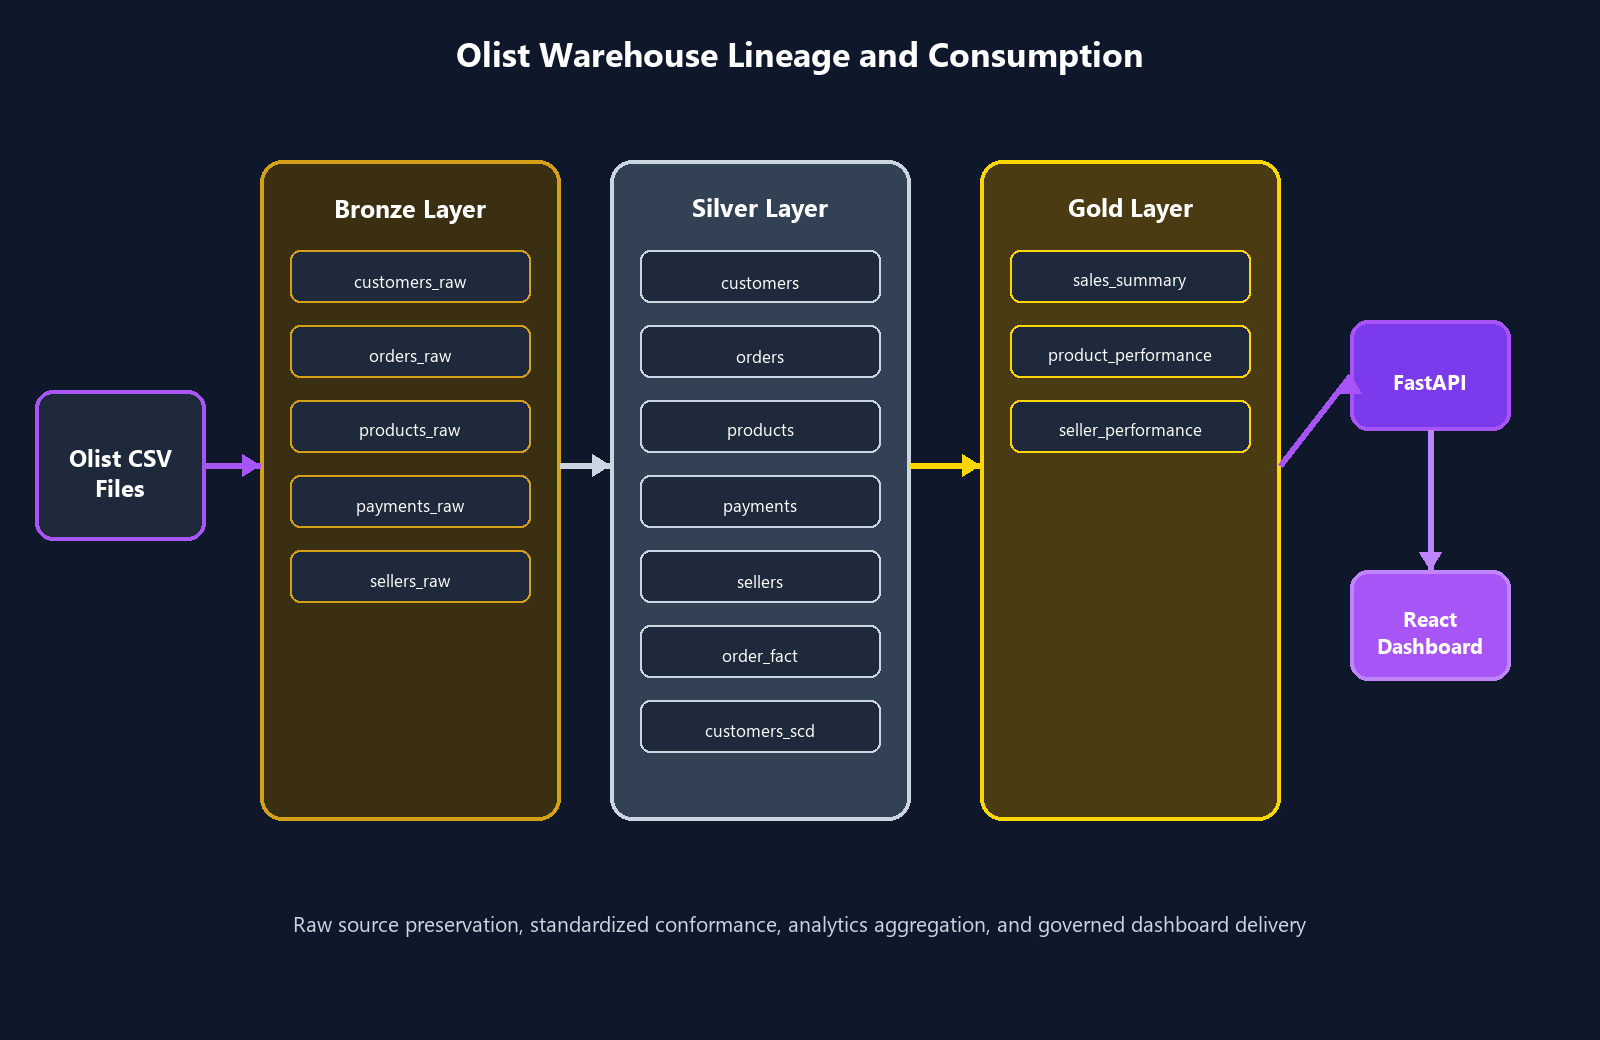 Olist Warehouse Lineage and Consumption
Olist CSV
Files
Bronze Layer
customers_raw
orders_raw
products_raw
payments_raw
sellers_raw
Silver Layer
customers
orders
products
payments
sellers
order_fact
customers_scd
Gold Layer
sales_summary
product_performance
seller_performance
FastAPI
React
Dashboard
Raw source preservation, standardized conformance, analytics aggregation, and governed dashboard delivery